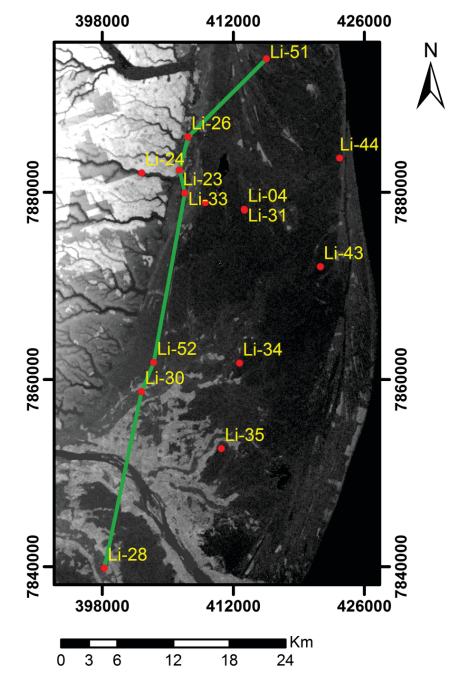 398000 412000 426000
N
Li-51
Li-26
Li-44
Li-24
7880000 7880000
Li-23
Li-33
Li-04
Li-31
Li-43
Li-52
Li-34
7860000 7860000
Li-30
Li-35
Li-28
7840000 7840000
398000 412000 426000
Km
0 3 6 12 18 24